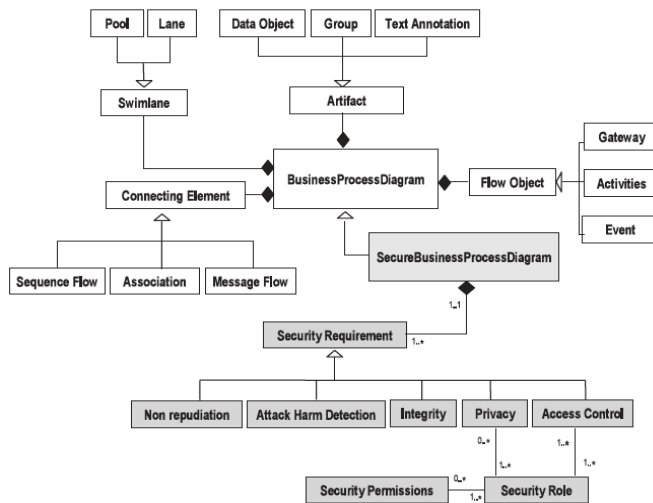 Pool
Lane
Data Object
Group
Text Annotation
Swimlane
Artifact
Gateway
BusinessProcessDiagram
Flow Object
Activities
Connecting Element
Event
SecureBusinessProcessDiagram
Sequence Flow
Association
Message Flow
1..1
Security Requirement
1..*
Non repudiation
Attack Harm Detection
Integrity
Privacy
Access Control
0..*
1..*
1..*
1..*
Security Permissions
0..*
1..*
Security Role